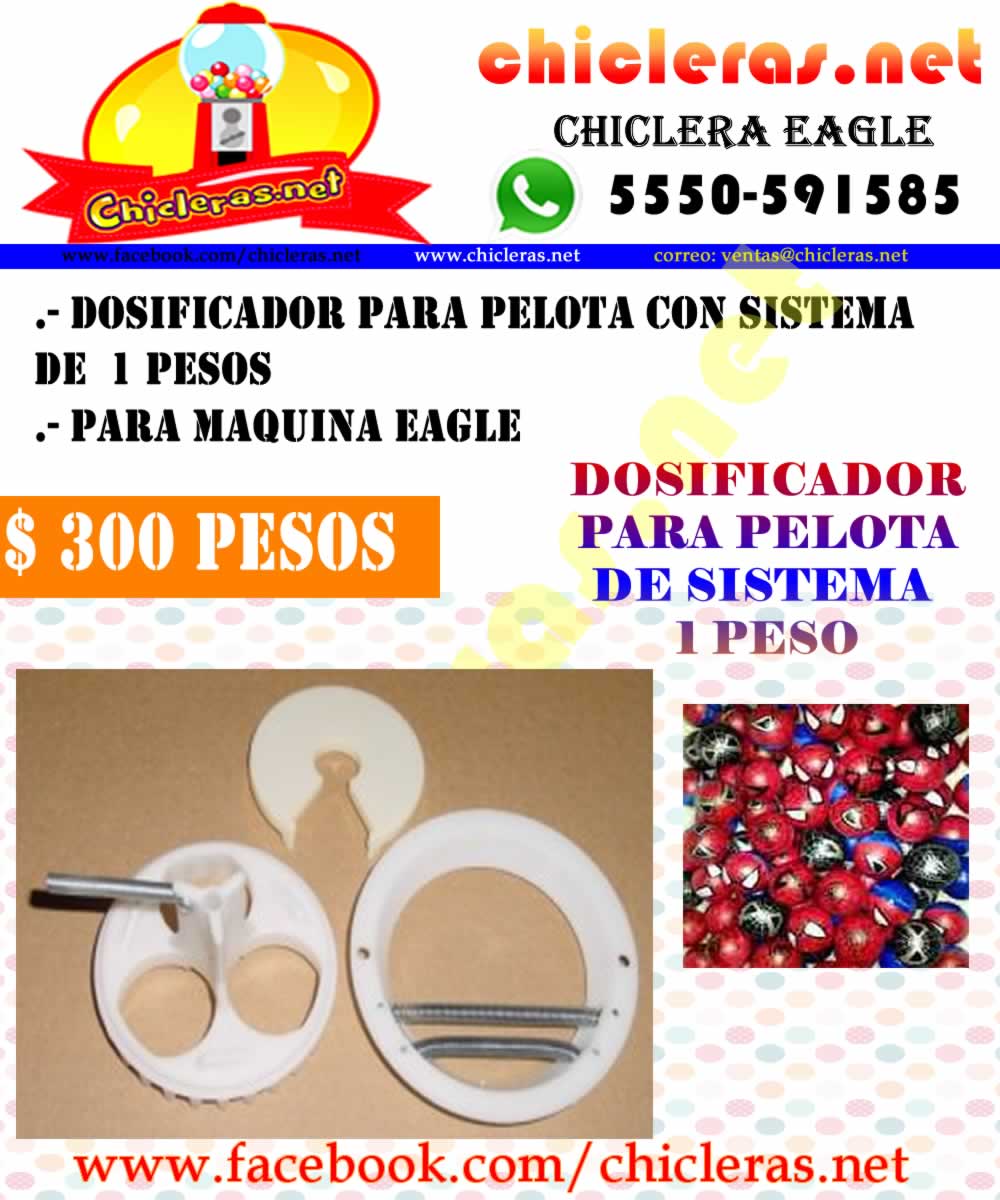 chicleras.net
CHICLERA EAGLE
5550-591585
Chicleras.net
www.facebook.com/chicleras.net www.chicleras.net correo: ventas@chicleras.net
.- DOSIFICADOR PARA PELOTA CON SISTEMA
DE 1 PESOS
.- PARA MAQUINA EAGLE
$ 300 PESOS
DOSIFICADOR
PARA PELOTA
DE SISTEMA
1 PESO
www.facebook.com/chicleras.net